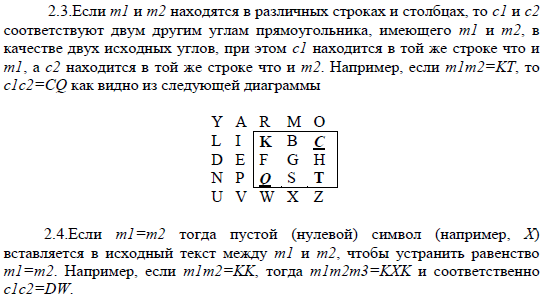 2.3.Если m1 и m2 находятся в различных строках и столбцах, то c1 и c2
соответствуют двум другим углам прямоугольника, имеющего m1 и m2, в
качестве двух исходных углов, при этом c1 находится в той же строке что и
m1, а c2 находится в той же строке что и m2. Например, если m1m2=KT, то
c1c2=CQ как видно из следующей диаграммы
Y A R M O
L I K B C
D E F G H
N P Q S T
U V W X Z
2.4.Если m1=m2 тогда пустой (нулевой) символ (например, X)
вставляется в исходный текст между m1 и m2, чтобы устранить равенство
m1=m2. Например, если m1m2=KK, тогда m1m2m3=KXK и соответственно
c1c2=DW.